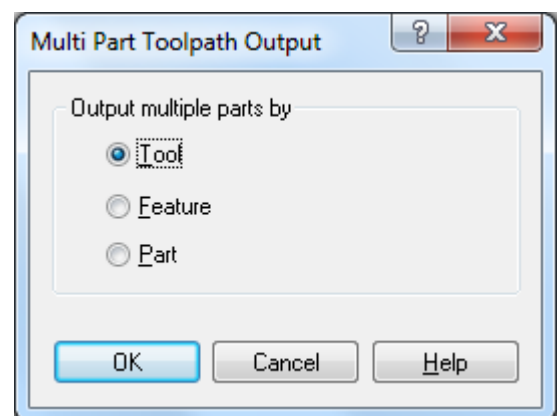 Multi Part Toolpath Output
Output multiple parts by
Tool
Feature
Part
OK Cancel Help